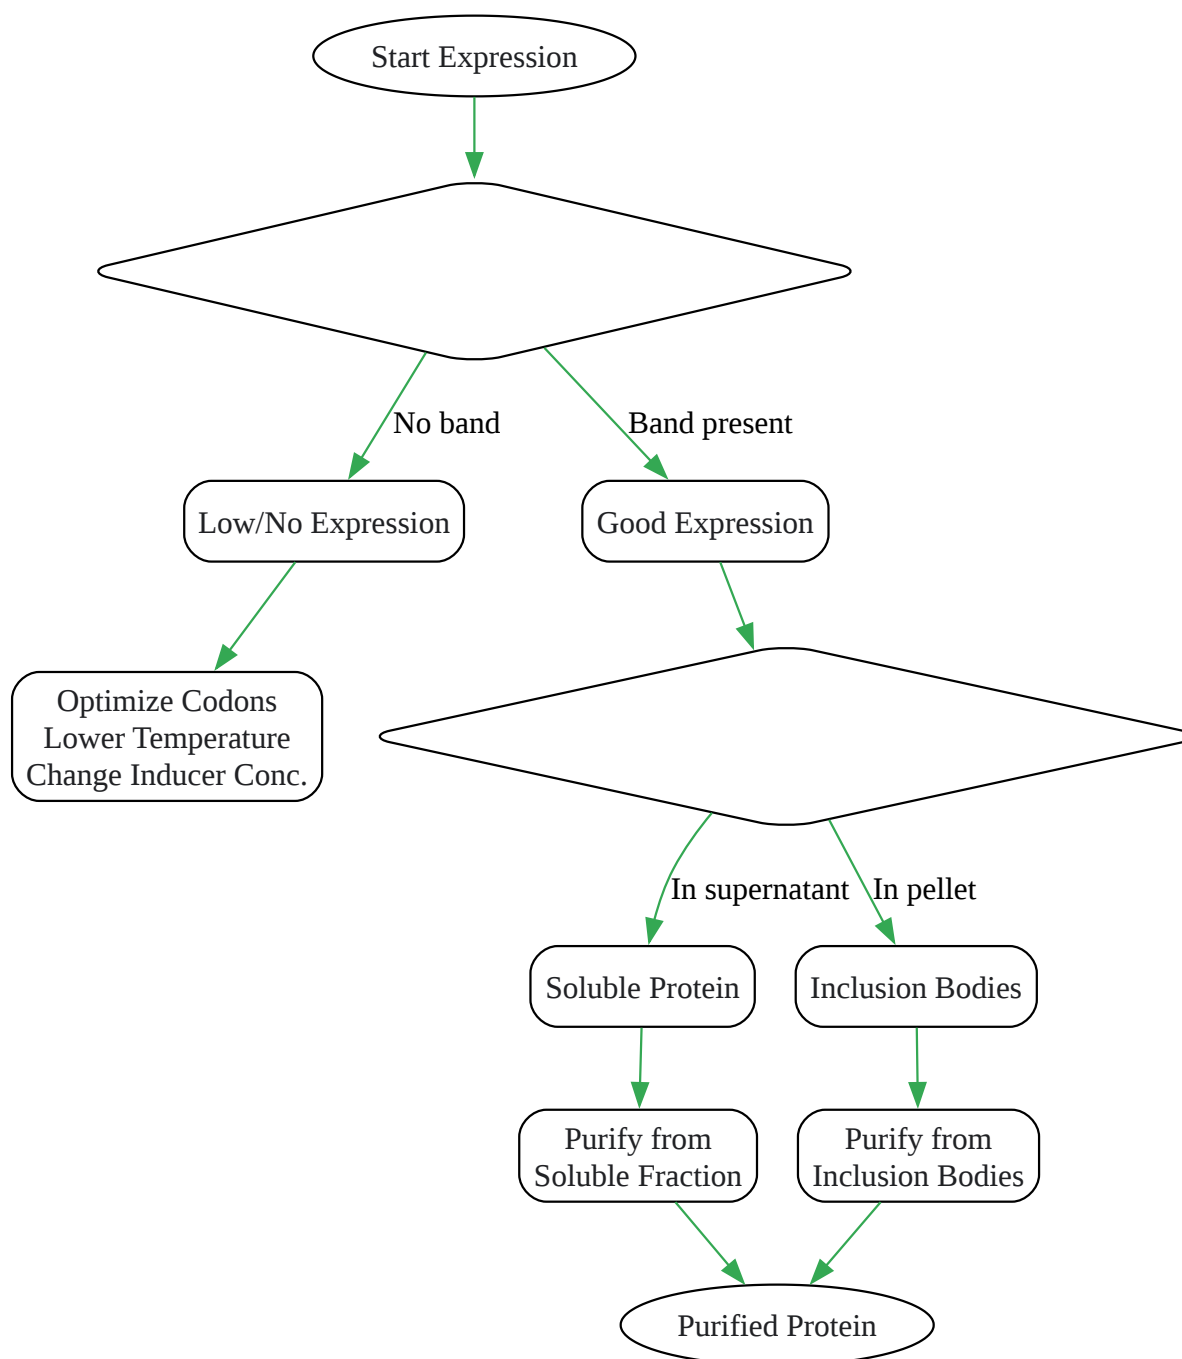 Start Expression
No band
Band present
Low/No Expression
Good Expression
Optimize Codons
Lower Temperature
Change Inducer Conc.
In supernatant
In pellet
Soluble Protein
Inclusion Bodies
Purify from
Soluble Fraction
Purify from
Inclusion Bodies
Purified Protein